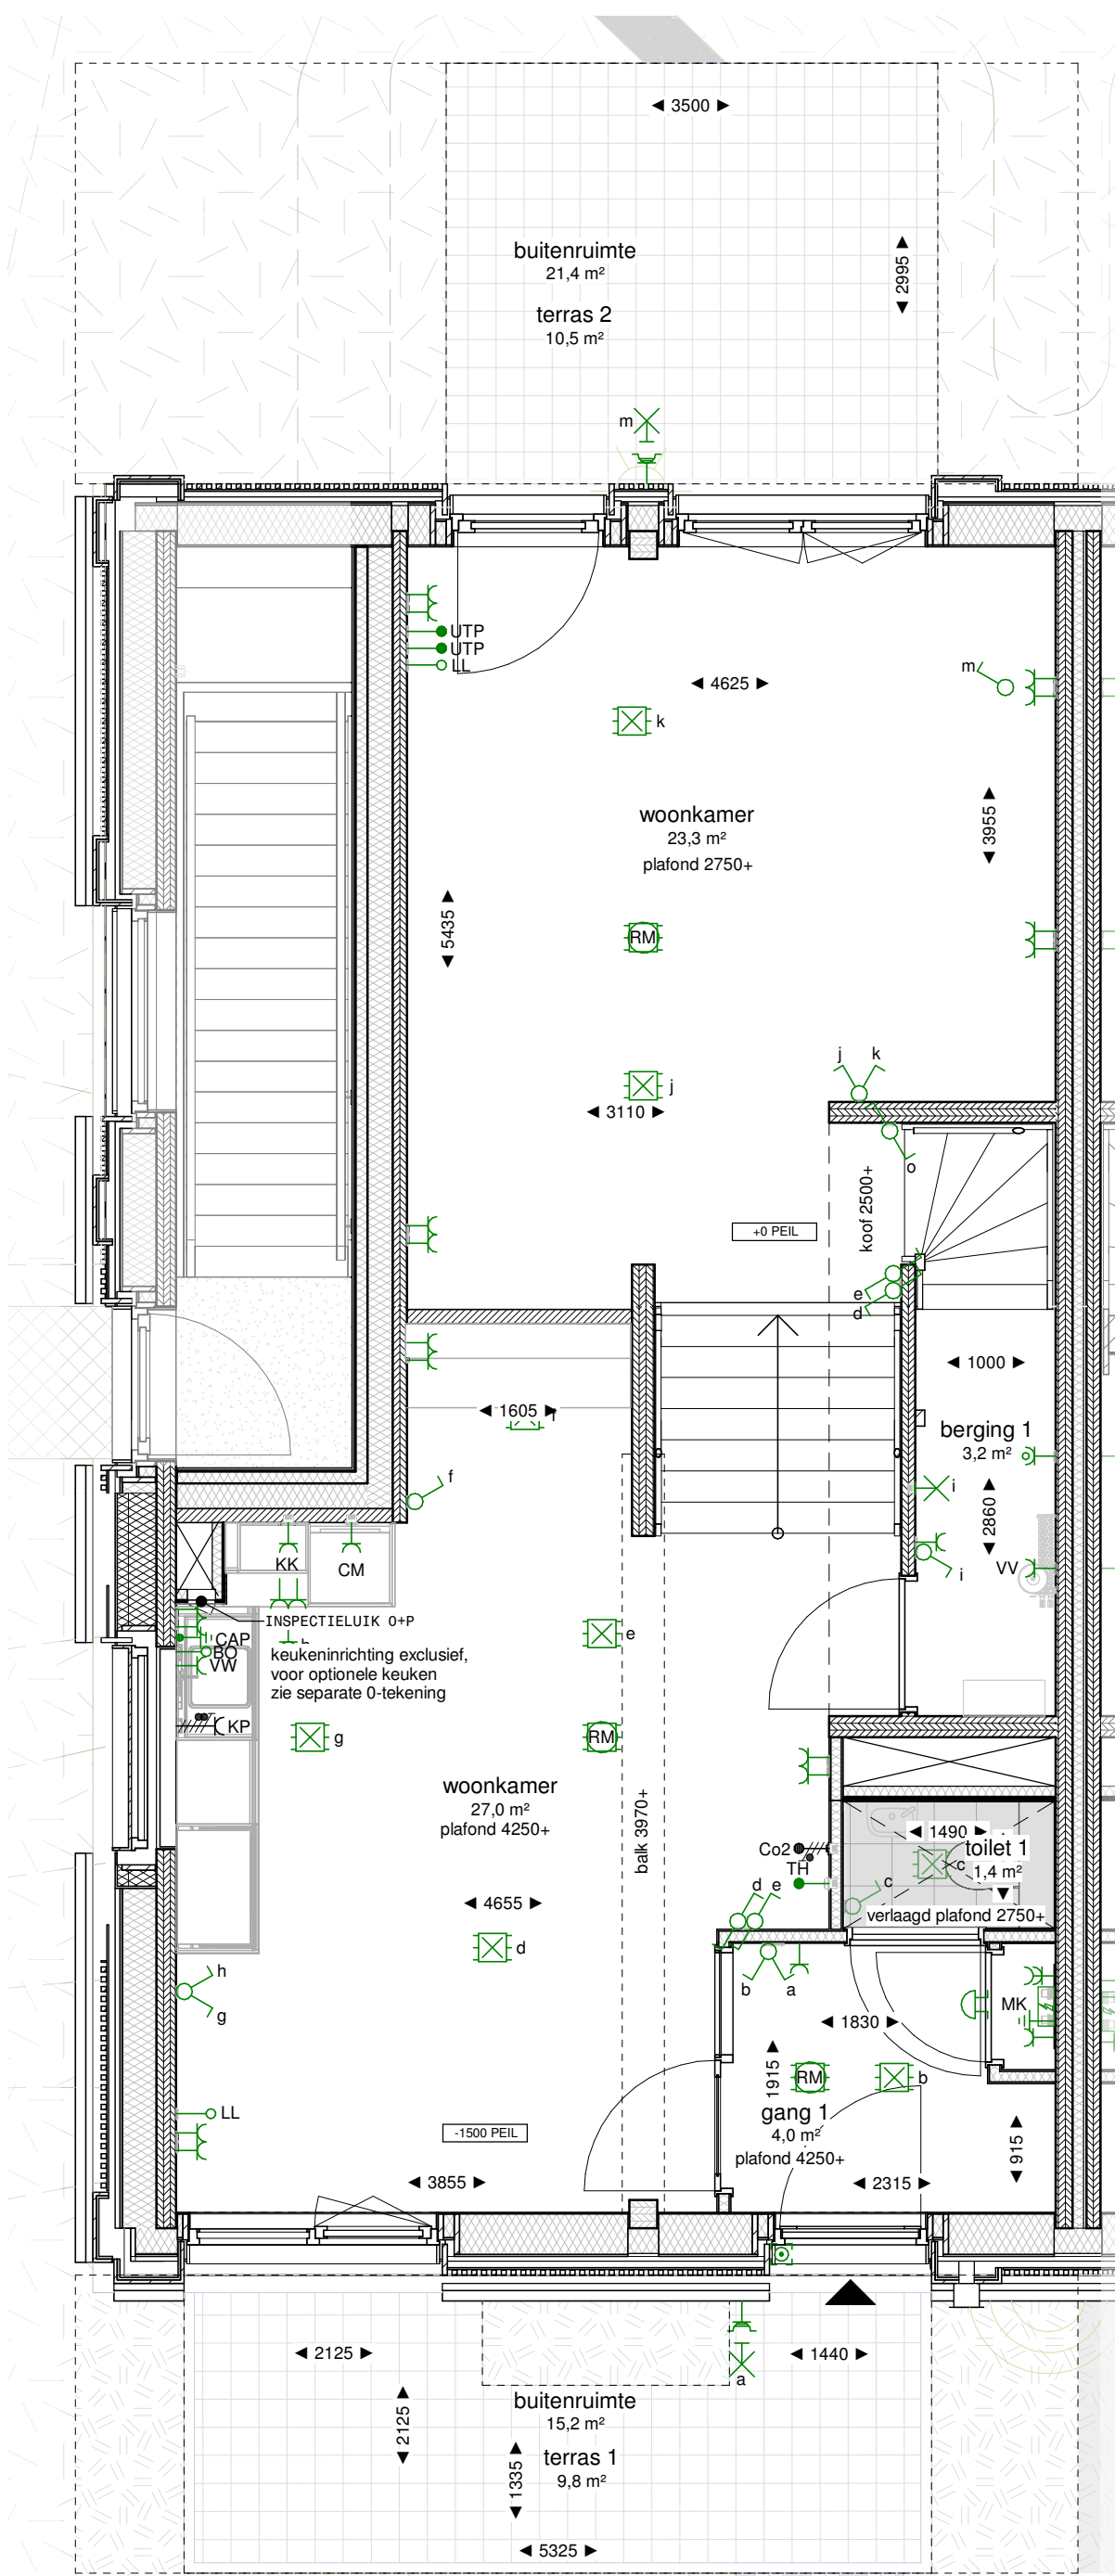 3500
buitenruimte
21,4 m²
2995
terras 2
10,5 m²
m
UTP
UTP
LL
m
4625
k
woonkamer
23,3 m²
plafond 2750+
3955
5435
RM
j k
j
3110
o
koof 2500+
+0 PEIL
e
d
1000
1605
berging 1
3,2 m²
f
i
2860
KK
CM
i
VV
INSPECTIELUIK O+P
CAP
BO
VW
e
keukeninrichting exclusief,
voor optionele keuken
zie separate 0-tekening
KP
g
RM
woonkamer
27,0 m²
plafond 4250+
balk 3970+
1490
toilet 1
1,4 m²
c
Co2
TH
c
verlaagd plafond 2750+
d e
4655
d
b a
h
g
MK
1830
1915
RM
b
LL
gang 1
4,0 m²
plafond 4250+
-1500 PEIL
915
3855
2315
2125
1440
a
buitenruimte
15,2 m²
2125
terras 1
9,8 m²
1335
5325